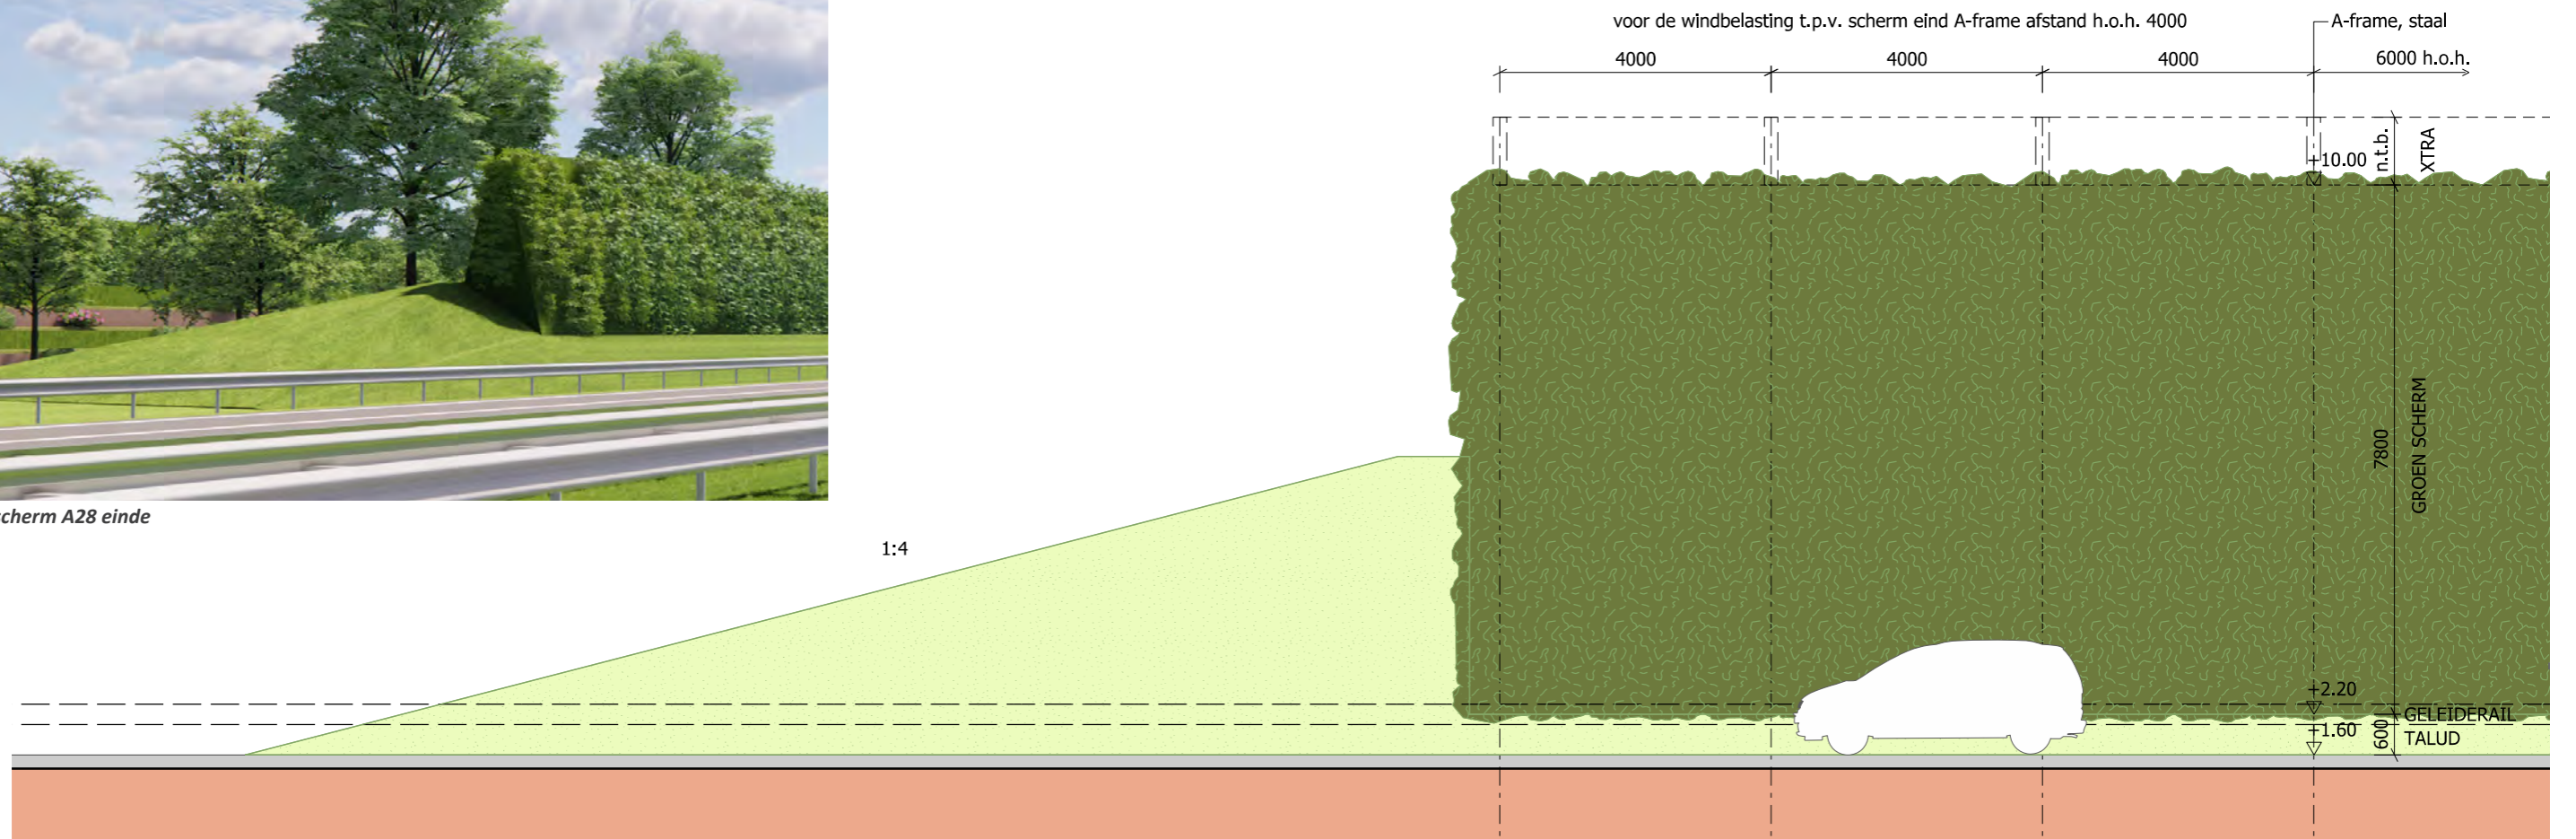 voor de windbelasting t.p.v. scherm eind A-frame afstand h.o.h. 4000
A-frame, staal
4000
4000
4000
6000 h.o.h.
+10.00
n.t.b.
XTRA
7800
GROEN SCHERM
cherm A28 einde
1:4
+2.20
GELEIDERAIL
+1.60
600
TALUD